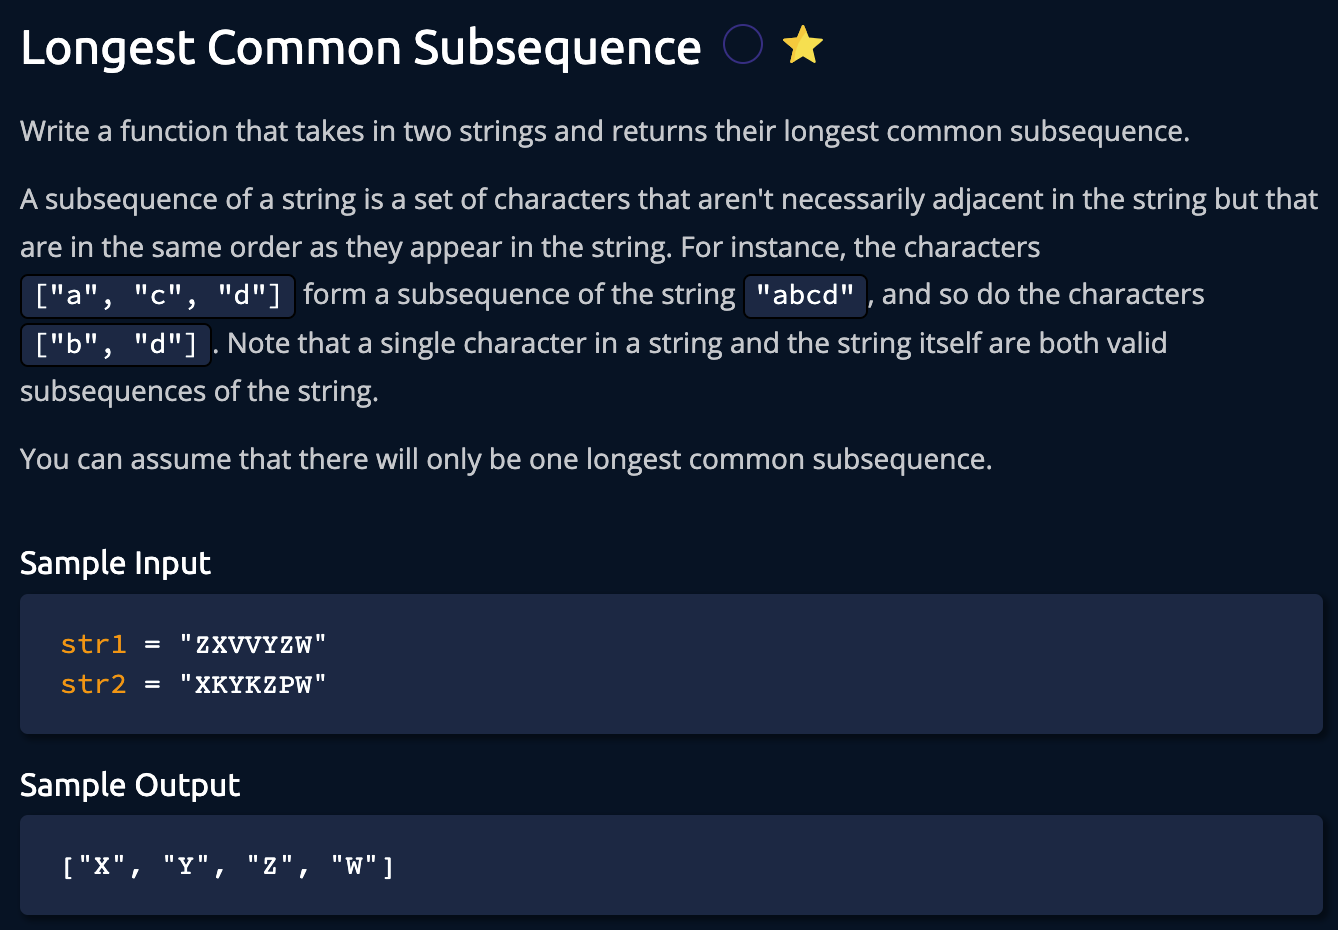 Longest Common Subsequence
Write a function that takes in two strings and returns their longest common subsequence.
A subsequence of a string is a set of characters that aren't necessarily adjacent in the string but that
are in the same order as they appear in the string. For instance, the characters
["a", "c", "d"] form a subsequence of the string "abcd", and so do the characters
["b", "d"]. Note that a single character in a string and the string itself are both valid
subsequences of the string.
You can assume that there will only be one longest common subsequence.
Sample Input
str1 = "ZXVVYZW"
str2 = "XKYKZPW"
Sample Output
["X", "Y", "Z", "W"]